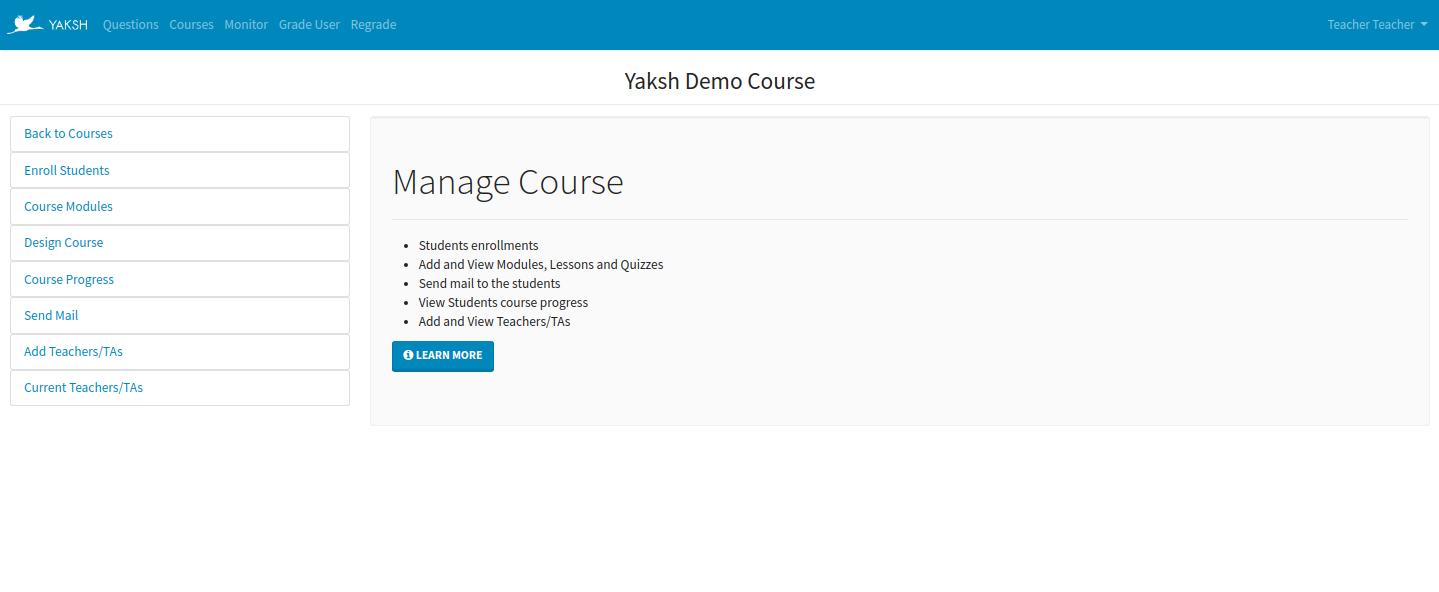 YAKSH Questions Courses Monitor Grade User Regrade Teacher Teacher
Yaksh Demo Course
Back to Courses
Enroll Students
Course Modules
Design Course
Course Progress
Send Mail
Add Teachers/TAs
Current Teachers/TAs
Manage Course
Students enrollments
Add and View Modules, Lessons and Quizzes
Send mail to the students
View Students course progress
Add and View Teachers/TAs
LEARN MORE